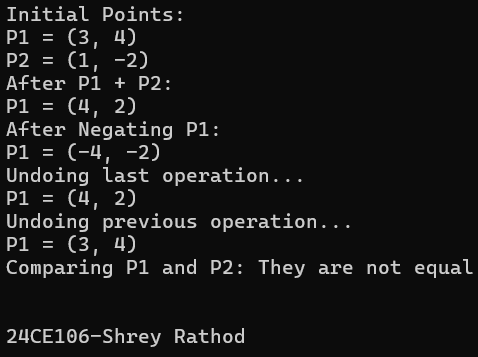 Initial Points:
P1 = (3, 4)
P2 = (1, -2)
After P1 + P2:
P1 = (4, 2)
After Negating P1:
P1 = (-4, -2)
Undoing last operation...
P1 = (4, 2)
Undoing previous operation...
P1 = (3, 4)
Comparing P1 and P2: They are not equal
24CE106-Shrey Rathod